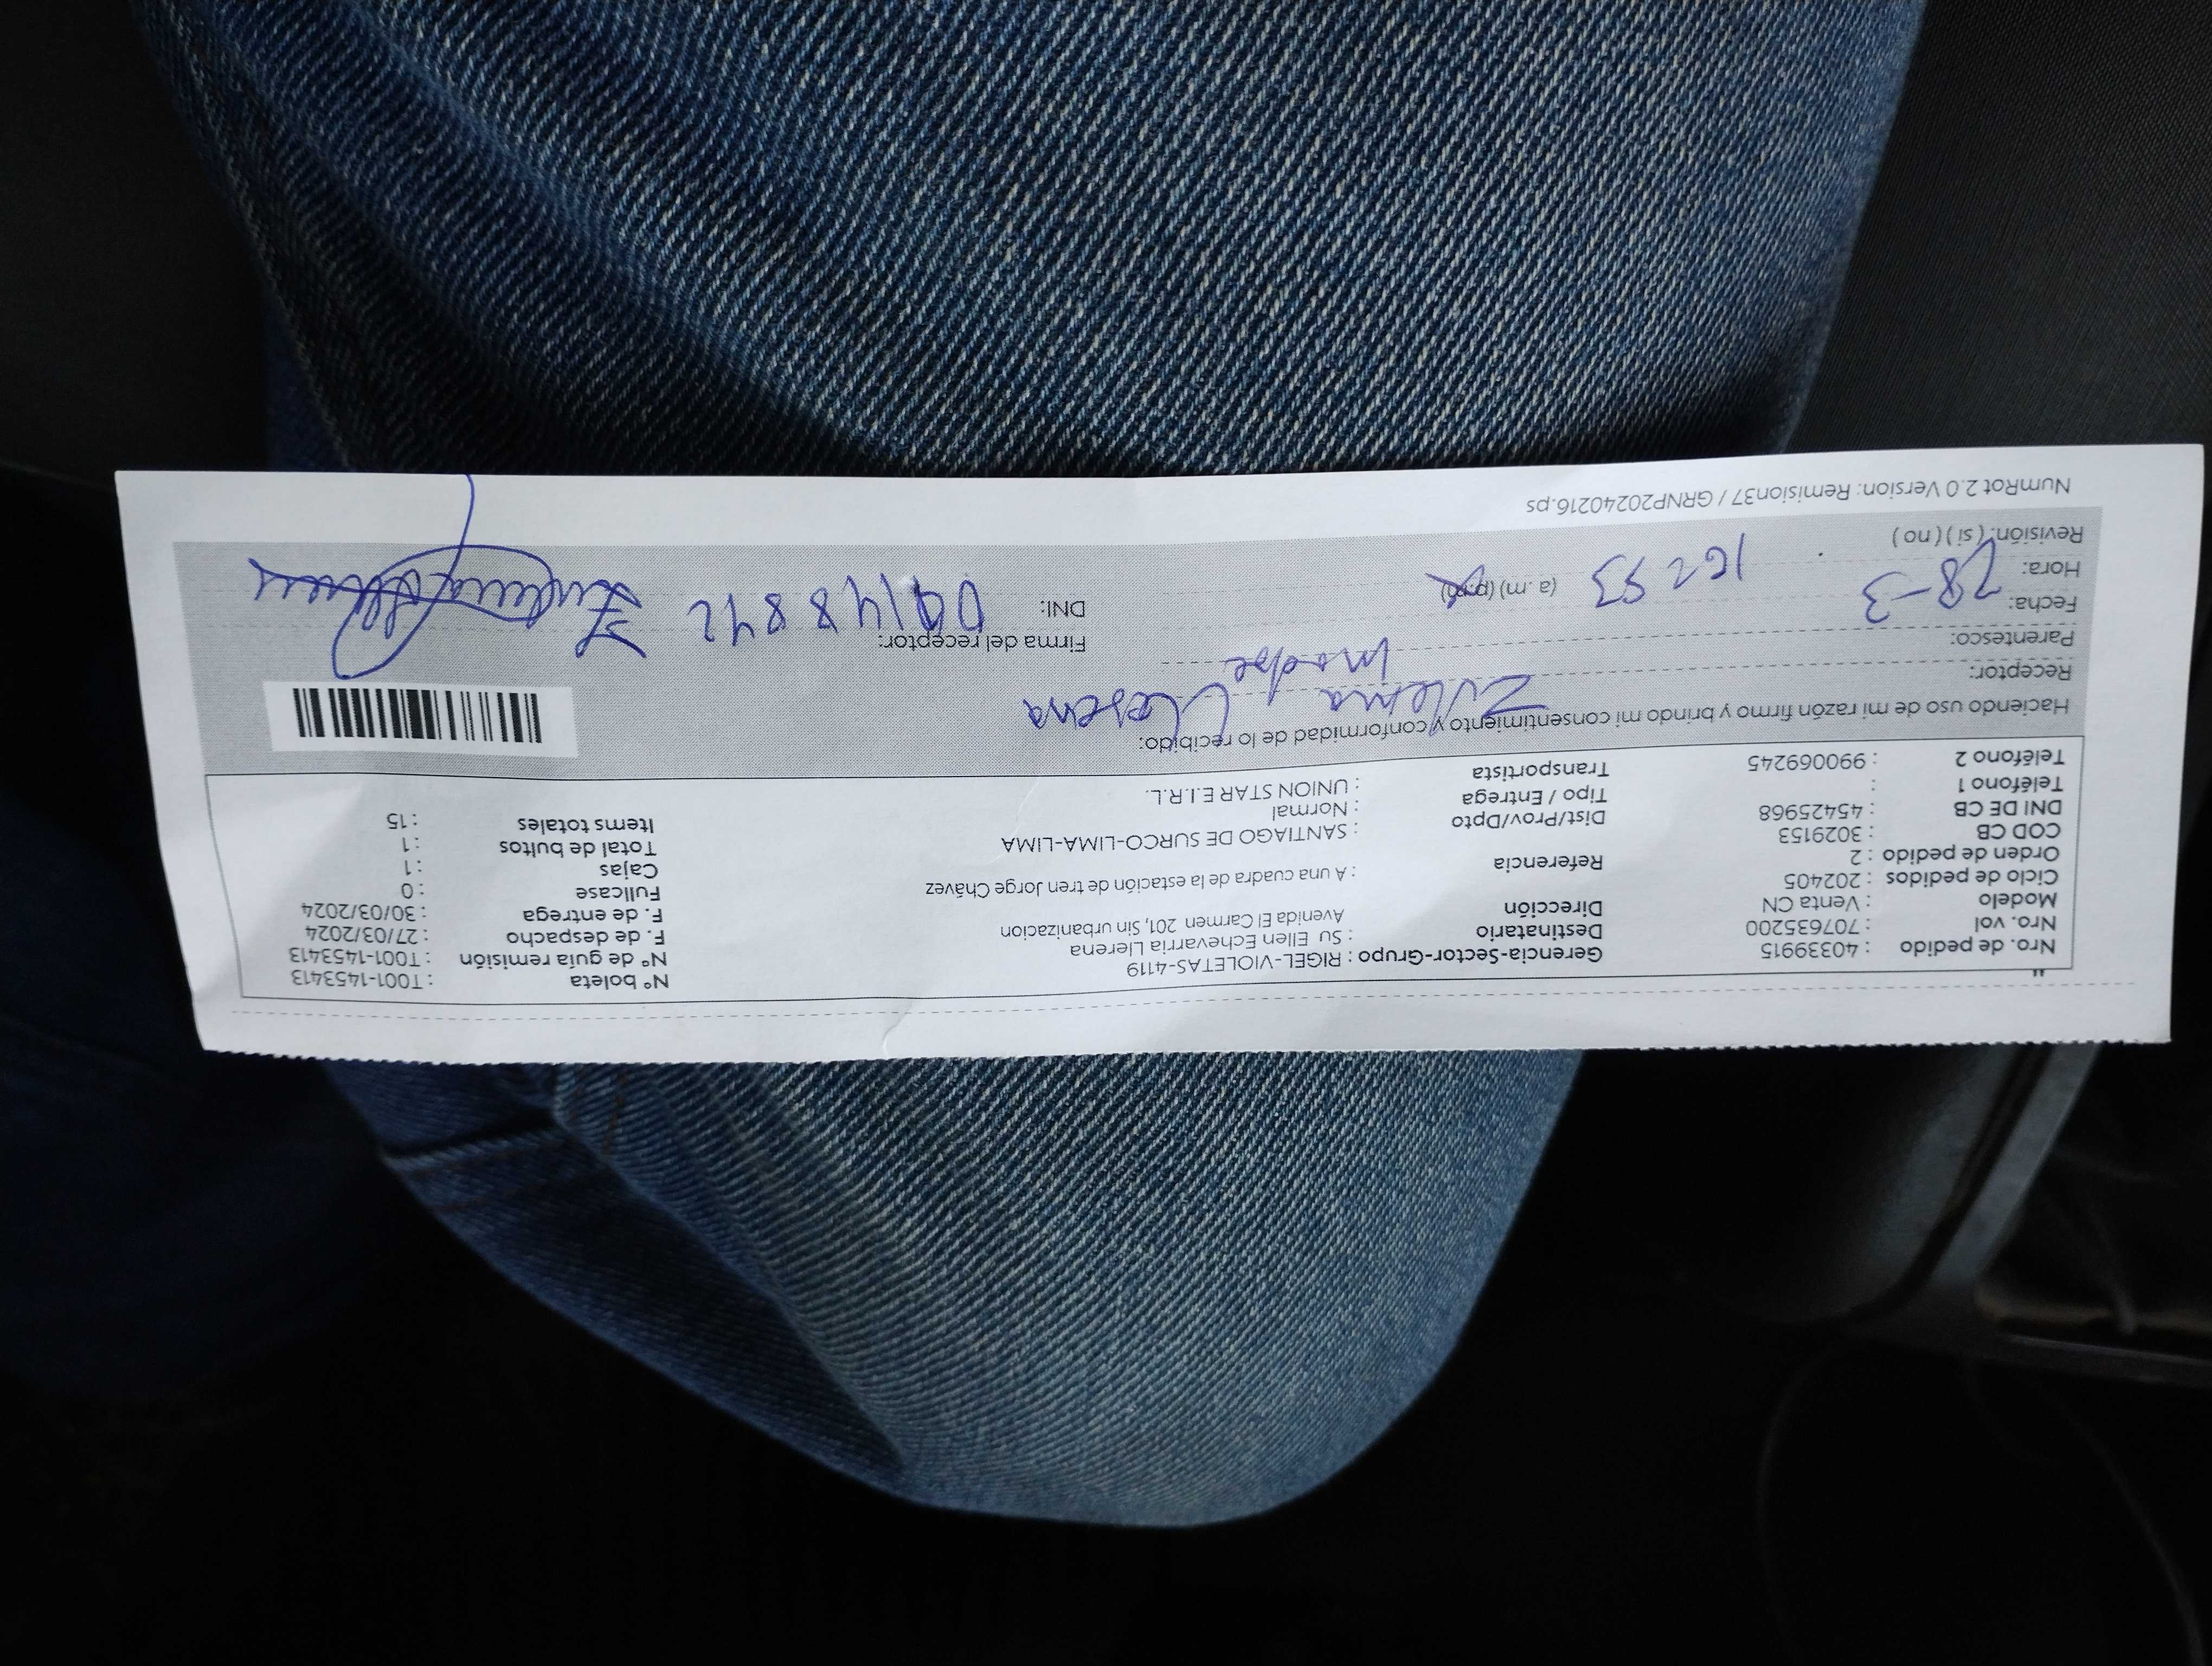 "
Nro. de pedido : 40339915
Nro. vol : 707635200
Modelo : Venta CN
Ciclo de pedidos : 202405
Orden de pedido : 2
COD CB : 3029153
DNI DE CB : 45425968
Teléfono 1 :
Teléfono 2 : 990069245
Gerencia-Sector-Grupo : RIGEL-VIOLETAS-4119
Destinatario : Su Ellen Echevarria Llerena
Dirección Avenida El Carmen 201, Sin urbanizacion
Referencia : A una cuadra de la estación de tren Jorge Chávez
Dist/Prov/Dpto : SANTIAGO DE SURCO-LIMA-LIMA
Tipo / Entrega : Normal
Transportista : UNION STAR E.I.R.L.
N° boleta : T001-1453413
N° de guía remisión : T001-1453413
F. de despacho : 27/03/2024
F. de entrega : 30/03/2024
Fullcase : 0
Cajas : 1
Total de bultos : 1
Items totales : 15
Haciendo uso de mi razón firmo y brindo mi consentimiento y conformidad de lo recibido:
Receptor: Zulema Llerena
Parentesco: madre
Fecha: 28-3
Hora: 16:53 (a. m) (p.m)
Revisión: ( si ) ( no )
Firma del receptor:
DNI: 09148842
NumRot 2.0 Version: Remision37 / GRNP20240216.ps